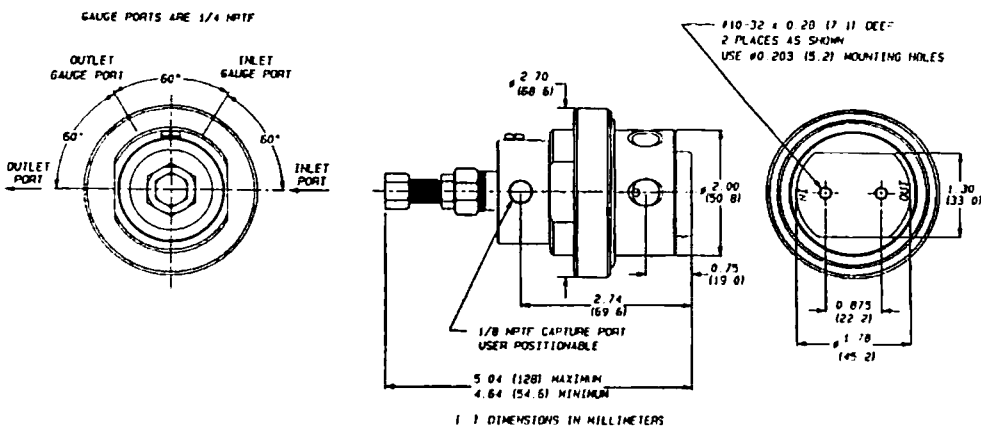 GAUGE PORTS ARE 1/4 NPTF
OUTLET
GAUGE PORT
INLET
GAUGE PORT
60°
60°
60°
OUTLET
PORT
INLET
PORT
ø 2.70
(68.6)
#10-32 x 0.28 (7.1) DEEP
2 PLACES AS SHOWN
USE ø0.203 (5.2) MOUNTING HOLES
ø 2.00
(50.8)
0.75
(19.0)
2.74
(69.6)
1/8 NPTF CAPTURE PORT
USER POSITIONABLE
5.04 (128) MAXIMUM
4.64 (54.6) MINIMUM
( ) DIMENSIONS IN MILLIMETERS
IN
OUT
1.30
(33.0)
0.875
(22.2)
ø 1.78
(45.2)